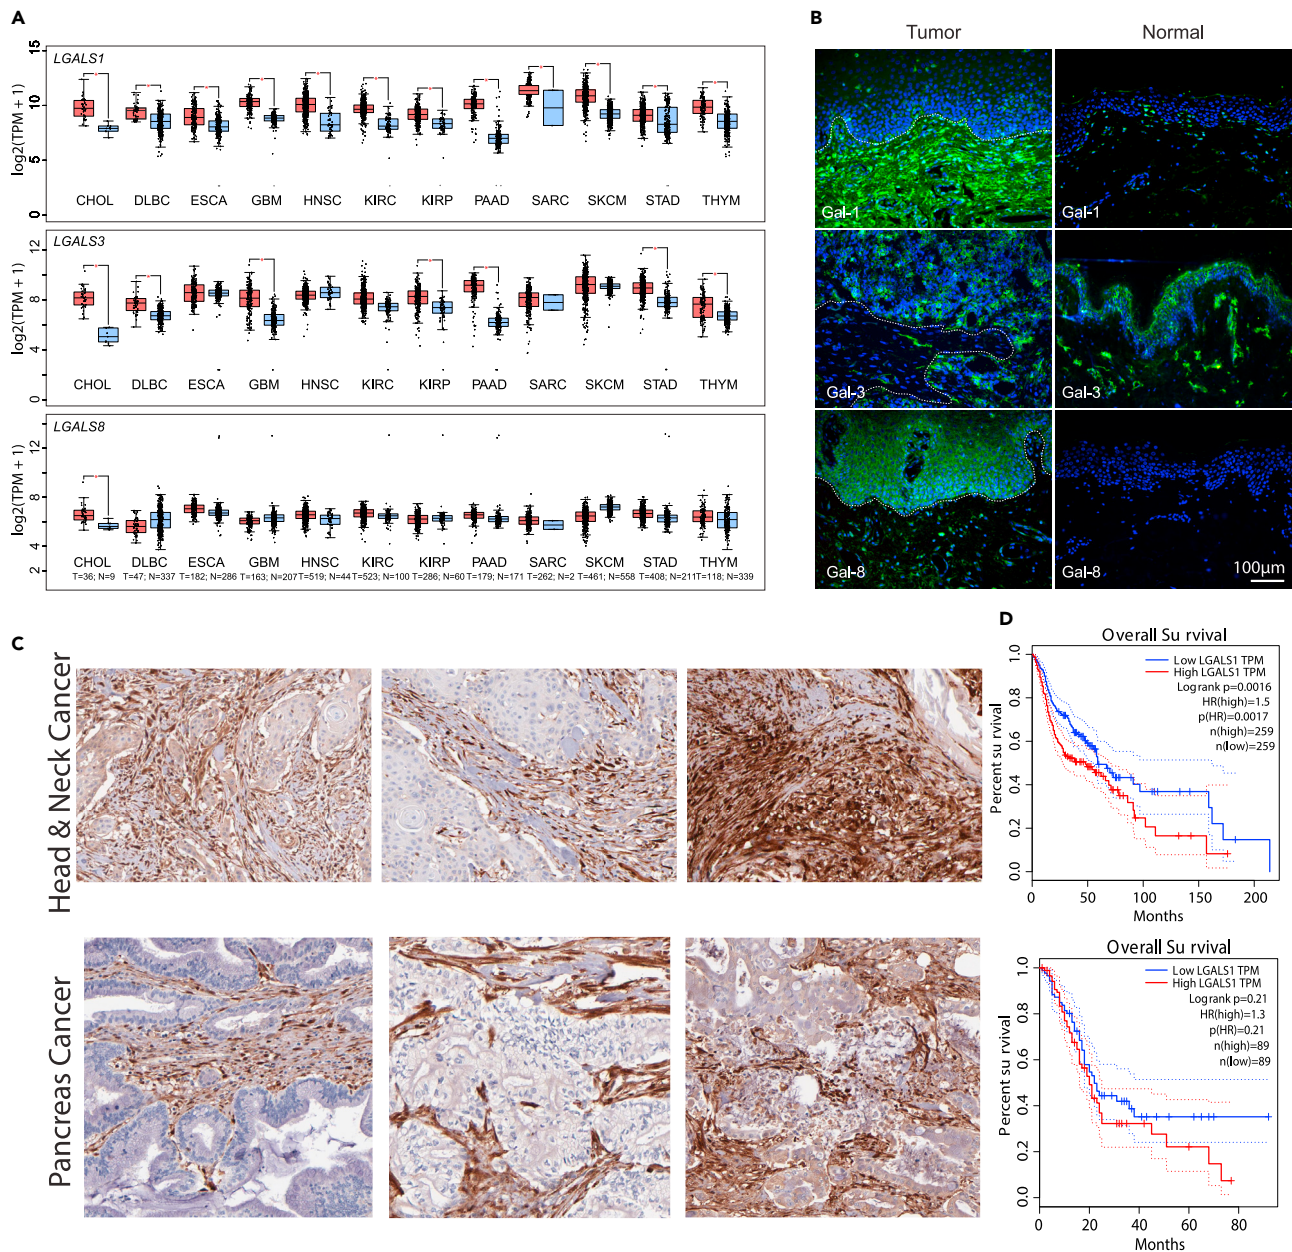 A
LGALS1
log2(TPM + 1)
15
10
5
0
CHOL DLBC ESCA GBM HNSC KIRC KIRP PAAD SARC SKCM STAD THYM
LGALS3
log2(TPM + 1)
12
8
4
0
CHOL DLBC ESCA GBM HNSC KIRC KIRP PAAD SARC SKCM STAD THYM
LGALS8
log2(TPM + 1)
12
8
4
2
CHOL DLBC ESCA GBM HNSC KIRC KIRP PAAD SARC SKCM STAD THYM
T=36; N=9 T=47; N=337 T=182; N=286 T=163; N=207 T=519; N=44 T=523; N=100 T=286; N=60 T=179; N=171 T=262; N=2 T=461; N=558 T=408; N=211 T=118; N=339
B
Tumor Normal
Gal-1 Gal-1
Gal-3 Gal-3
Gal-8 Gal-8
100µm
C
Head & Neck Cancer
Pancreas Cancer
D
Overall Su rvival
Low LGALS1 TPM
High LGALS1 TPM
Logrank p=0.0016
HR(high)=1.5
p(HR)=0.0017
n(high)=259
n(low)=259
Percent su rvival
1.0
0.8
0.6
0.4
0.2
0.0
0 50 100 150 200
Months
Overall Su rvival
Low LGALS1 TPM
High LGALS1 TPM
Logrank p=0.21
HR(high)=1.3
p(HR)=0.21
n(high)=89
n(low)=89
Percent su rvival
1.0
0.8
0.6
0.4
0.2
0.0
0 20 40 60 80
Months